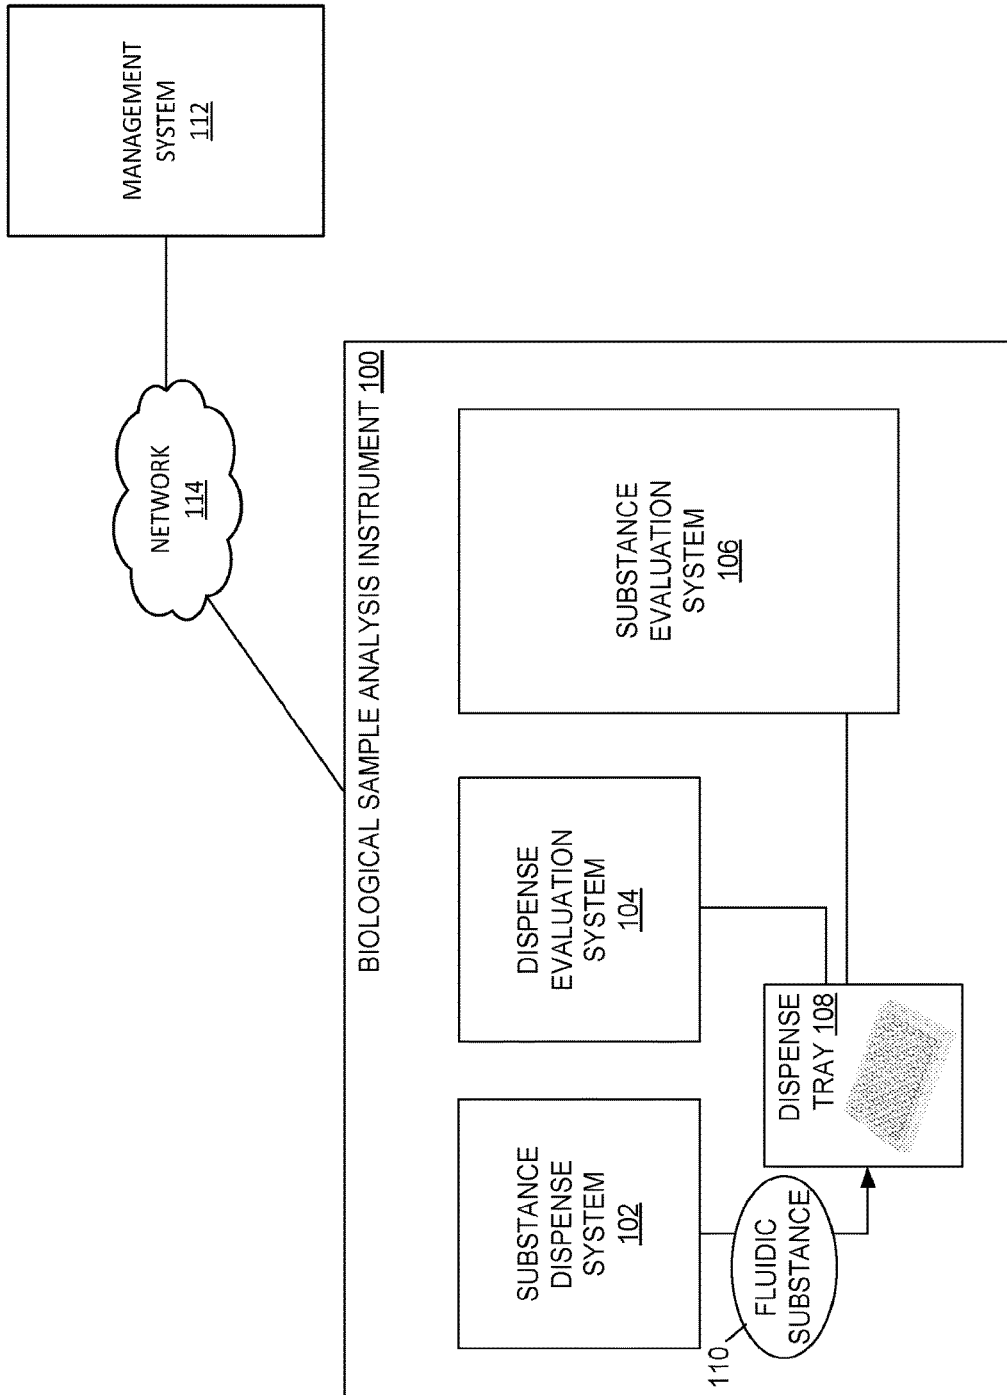 MANAGEMENT
SYSTEM
112
NETWORK
114
BIOLOGICAL SAMPLE ANALYSIS INSTRUMENT 100
SUBSTANCE
DISPENSE
SYSTEM
102
DISPENSE
EVALUATION
SYSTEM
104
SUBSTANCE
EVALUATION
SYSTEM
106
110
FLUIDIC
SUBSTANCE
DISPENSE
TRAY 108